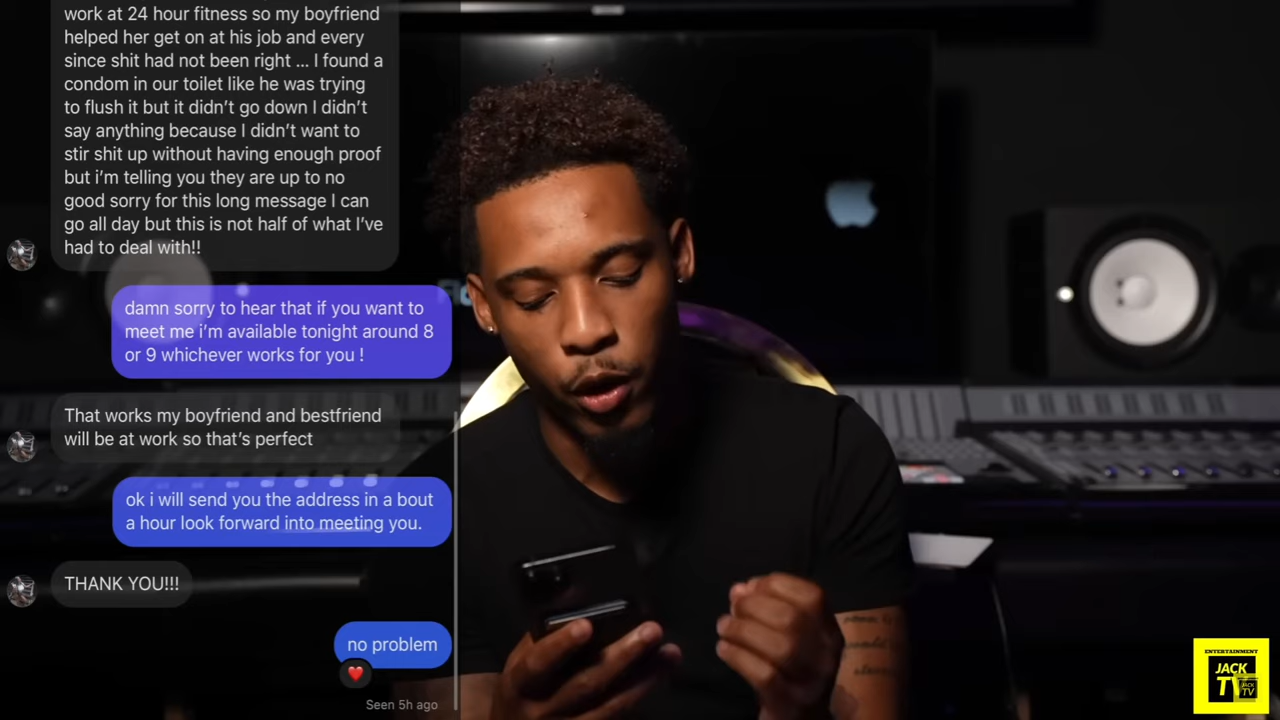 work at 24 hour fitness so my boyfriend
helped her get on at his job and every
since shit had not been right ... I found a
condom in our toilet like he was trying
to flush it but it didn’t go down I didn’t
say anything because I didn’t want to
stir shit up without having enough proof
but i’m telling you they are up to no
good sorry for this long message I can
go all day but this is not half of what I’ve
had to deal with!!
damn sorry to hear that if you want to
meet me i’m available tonight around 8
or 9 whichever works for you !
That works my boyfriend and bestfriend
will be at work so that’s perfect
ok i will send you the address in a bout
a hour look forward into meeting you.
THANK YOU!!!
no problem
Seen 5h ago
ENTERTAINMENT
JACK
TV
JACK
TV